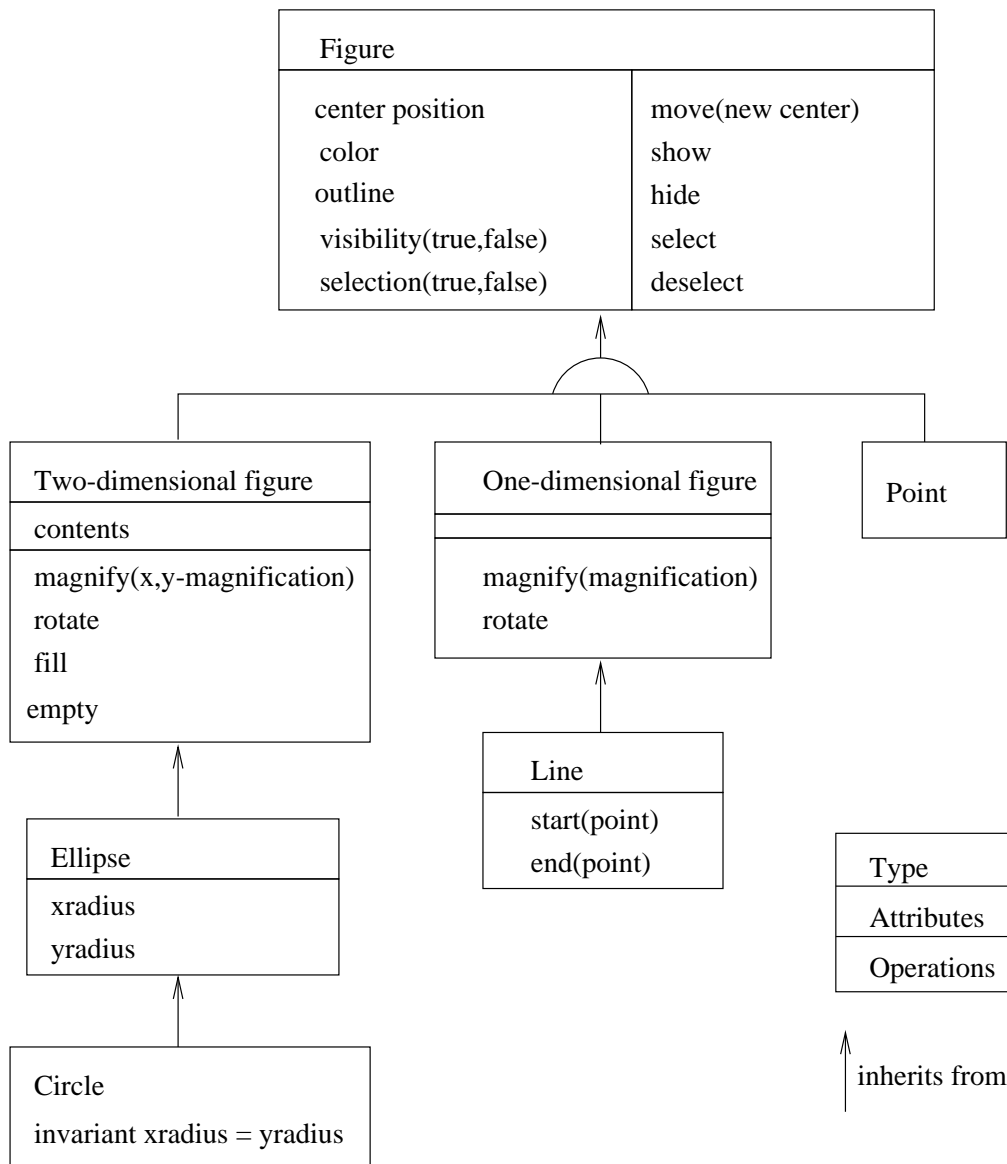 Figure
center position
color
outline
visibility(true,false)
selection(true,false)
move(new center)
show
hide
select
deselect
Two-dimensional figure
contents
magnify(x,y-magnification)
rotate
fill
empty
One-dimensional figure
magnify(magnification)
rotate
Point
Ellipse
xradius
yradius
Line
start(point)
end(point)
Circle
invariant xradius = yradius
Type
Attributes
Operations
inherits from